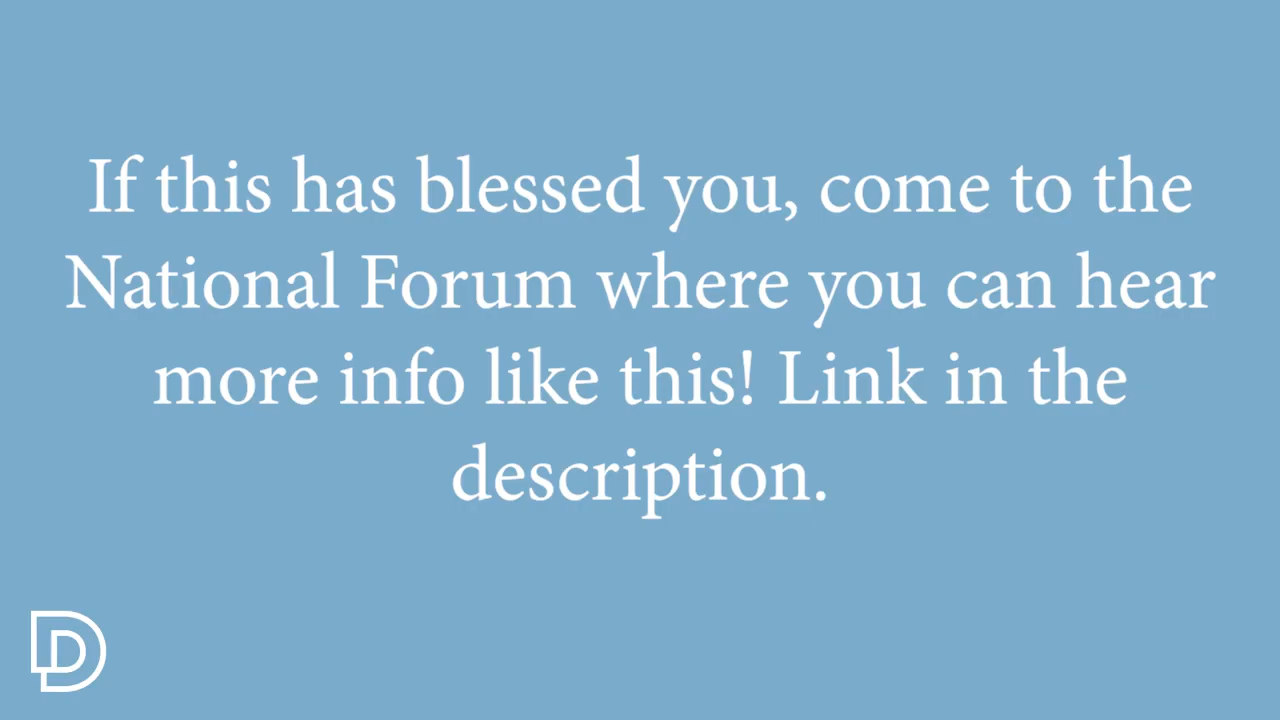 If this has blessed you, come to the
National Forum where you can hear
more info like this! Link in the
description.